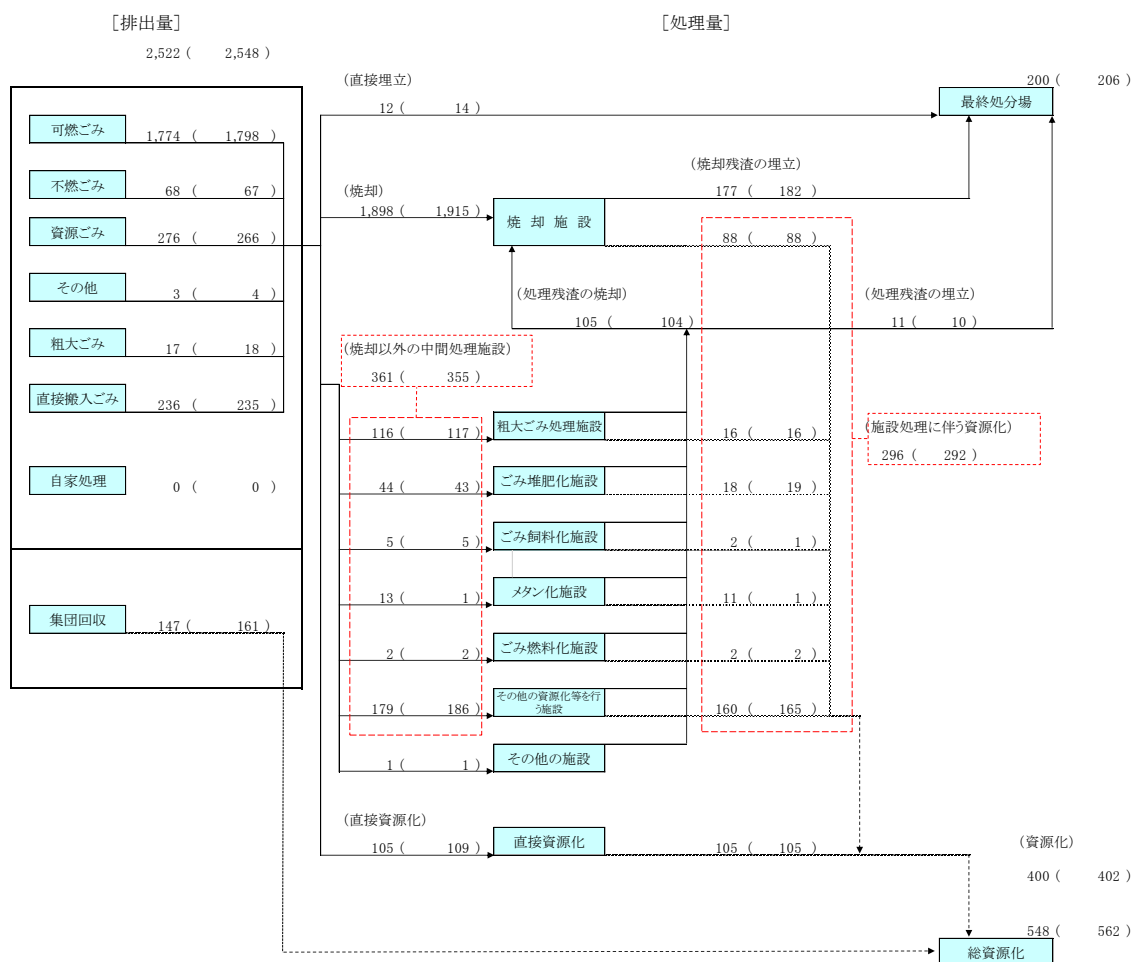 ［排出量］
［処理量］
2,522 ( 2,548 )
(直接埋立)
12 ( 14 )
200 ( 206 )
最終処分場
可燃ごみ 1,774 ( 1,798 )
不燃ごみ 68 ( 67 )
資源ごみ 276 ( 266 )
その他 3 ( 4 )
粗大ごみ 17 ( 18 )
直接搬入ごみ 236 ( 235 )
自家処理 0 ( 0 )
集団回収 147 ( 161 )
(焼却)
1,898 ( 1,915 )
焼却施設
(焼却残渣の埋立)
177 ( 182 )
88 ( 88 )
(処理残渣の焼却)
105 ( 104 )
(処理残渣の埋立)
11 ( 10 )
(焼却以外の中間処理施設)
361 ( 355 )
116 ( 117 ) 粗大ごみ処理施設 16 ( 16 )
(施設処理に伴う資源化)
296 ( 292 )
44 ( 43 ) ごみ堆肥化施設 18 ( 19 )
5 ( 5 ) ごみ飼料化施設 2 ( 1 )
13 ( 1 ) メタン化施設 11 ( 1 )
2 ( 2 ) ごみ燃料化施設 2 ( 2 )
179 ( 186 ) その他の資源化等を行
う施設 160 ( 165 )
1 ( 1 ) その他の施設
(直接資源化)
105 ( 109 ) 直接資源化 105 ( 105 )
(資源化)
400 ( 402 )
548 ( 562 )
総資源化